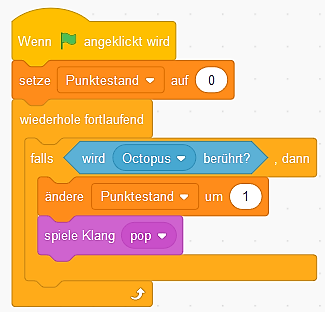 Wenn angeklickt wird
setze Punktestand auf 0
wiederhole fortlaufend
falls wird Octopus berührt? , dann
ändere Punktestand um 1
spiele Klang pop